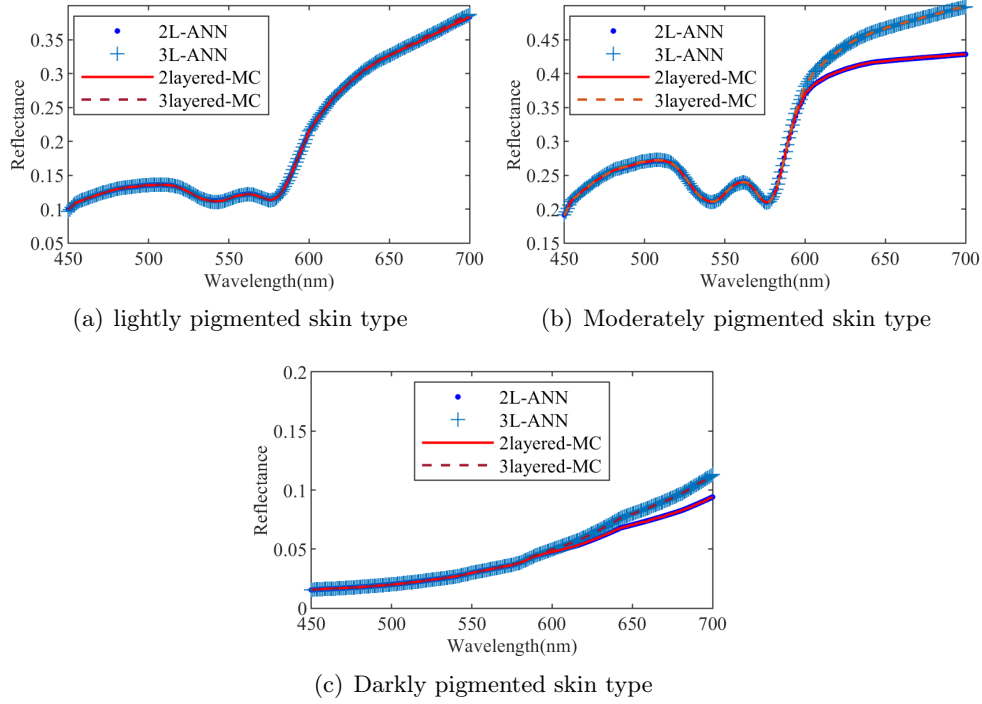 2L-ANN
3L-ANN
2layered-MC
3layered-MC
Reflectance
0.35
0.3
0.25
0.2
0.15
0.1
0.05
450 500 550 600 650 700
Wavelength(nm)
(a) lightly pigmented skin type
2L-ANN
3L-ANN
2layered-MC
3layered-MC
Reflectance
0.45
0.4
0.35
0.3
0.25
0.2
0.15
450 500 550 600 650 700
Wavelength(nm)
(b) Moderately pigmented skin type
2L-ANN
3L-ANN
2layered-MC
3layered-MC
Reflectance
0.2
0.15
0.1
0.05
0
450 500 550 600 650 700
Wavelength(nm)
(c) Darkly pigmented skin type